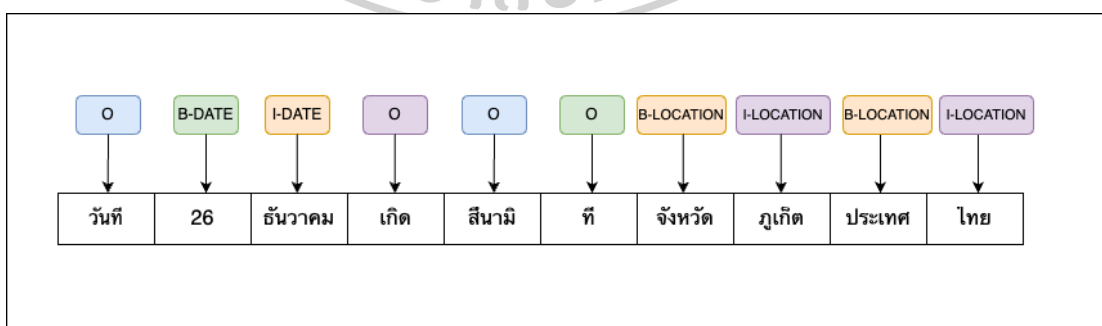 O B-DATE I-DATE O O O B-LOCATION I-LOCATION B-LOCATION I-LOCATION
วันที่ 26 ธันวาคม เกิด สึนามิ ที่ จังหวัด ภูเก็ต ประเทศ ไทย